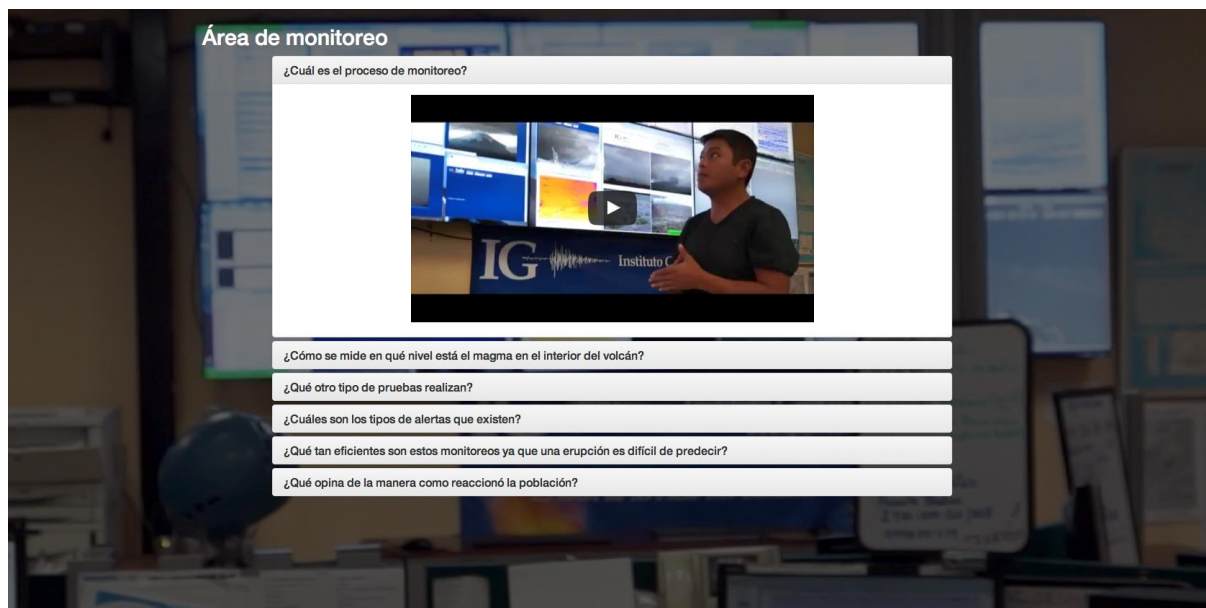 Área de monitoreo
¿Cuál es el proceso de monitoreo?
IG Instituto
¿Cómo se mide en qué nivel está el magma en el interior del volcán?
¿Qué otro tipo de pruebas realizan?
¿Cuáles son los tipos de alertas que existen?
¿Qué tan eficientes son estos monitoreos ya que una erupción es difícil de predecir?
¿Qué opina de la manera como reaccionó la población?